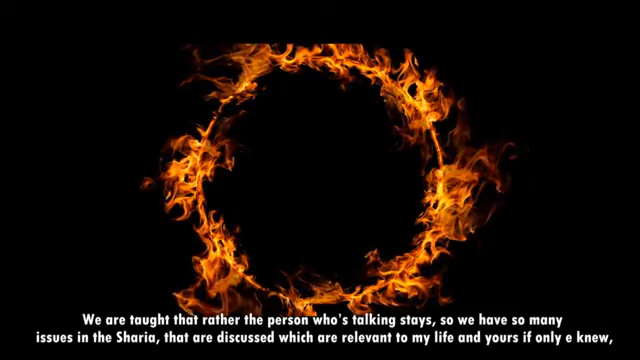 We are taught that rather the person who's talking stays, so we have so many
issues in the Sharia, that are discussed which are relevant to my life and yours if only e knew,